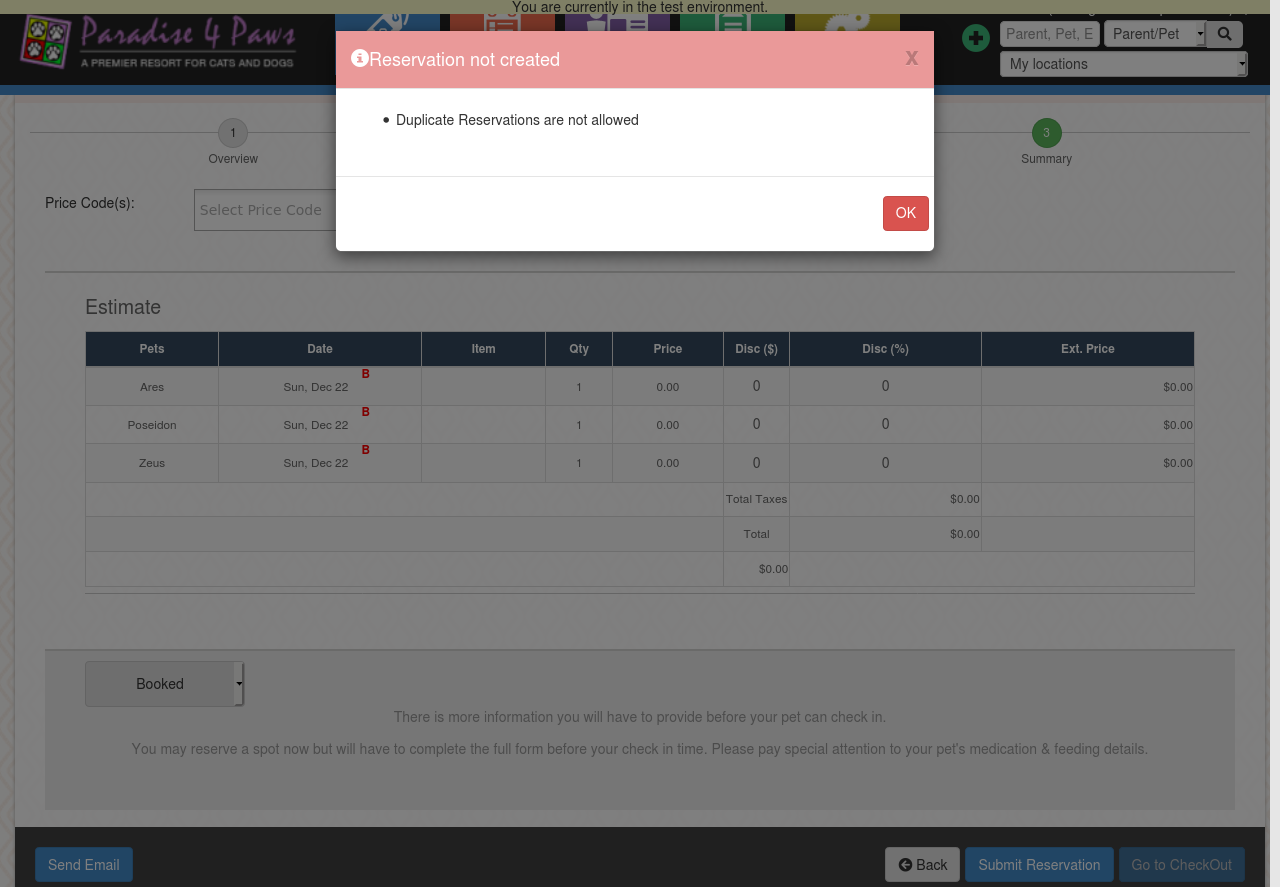 You are currently in the test environment.
Paradise 4 Paws
A PREMIER RESORT FOR CATS AND DOGS
Parent, Pet, E
Parent/Pet
My locations
Reservation not created
X
Duplicate Reservations are not allowed
OK
1
Overview
3
Summary
Price Code(s):
Select Price Code
Estimate
Pets Date Item Qty Price Disc ($) Disc (%) Ext. Price
Ares Sun, Dec 22 B 1 0.00 0 0 $0.00
Poseidon Sun, Dec 22 B 1 0.00 0 0 $0.00
Zeus Sun, Dec 22 B 1 0.00 0 0 $0.00
Total Taxes $0.00
Total $0.00
$0.00
Booked
There is more information you will have to provide before your pet can check in.
You may reserve a spot now but will have to complete the full form before your check in time. Please pay special attention to your pet's medication & feeding details.
Send Email
Back
Submit Reservation
Go to CheckOut